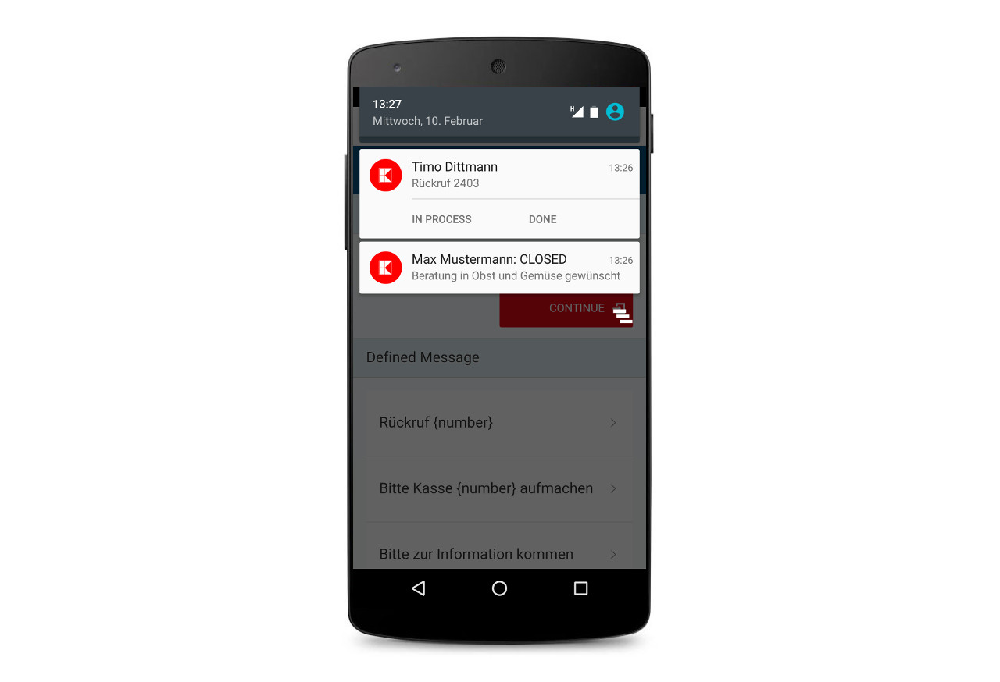 13:27
Mittwoch, 10. Februar
H
Timo Dittmann 13:26
Rückruf 2403
IN PROCESS DONE
Max Mustermann: CLOSED 13:26
Beratung in Obst und Gemüse gewünscht
CONTINUE
Defined Message
Rückruf {number}
Bitte Kasse {number} aufmachen
Bitte zur Information kommen